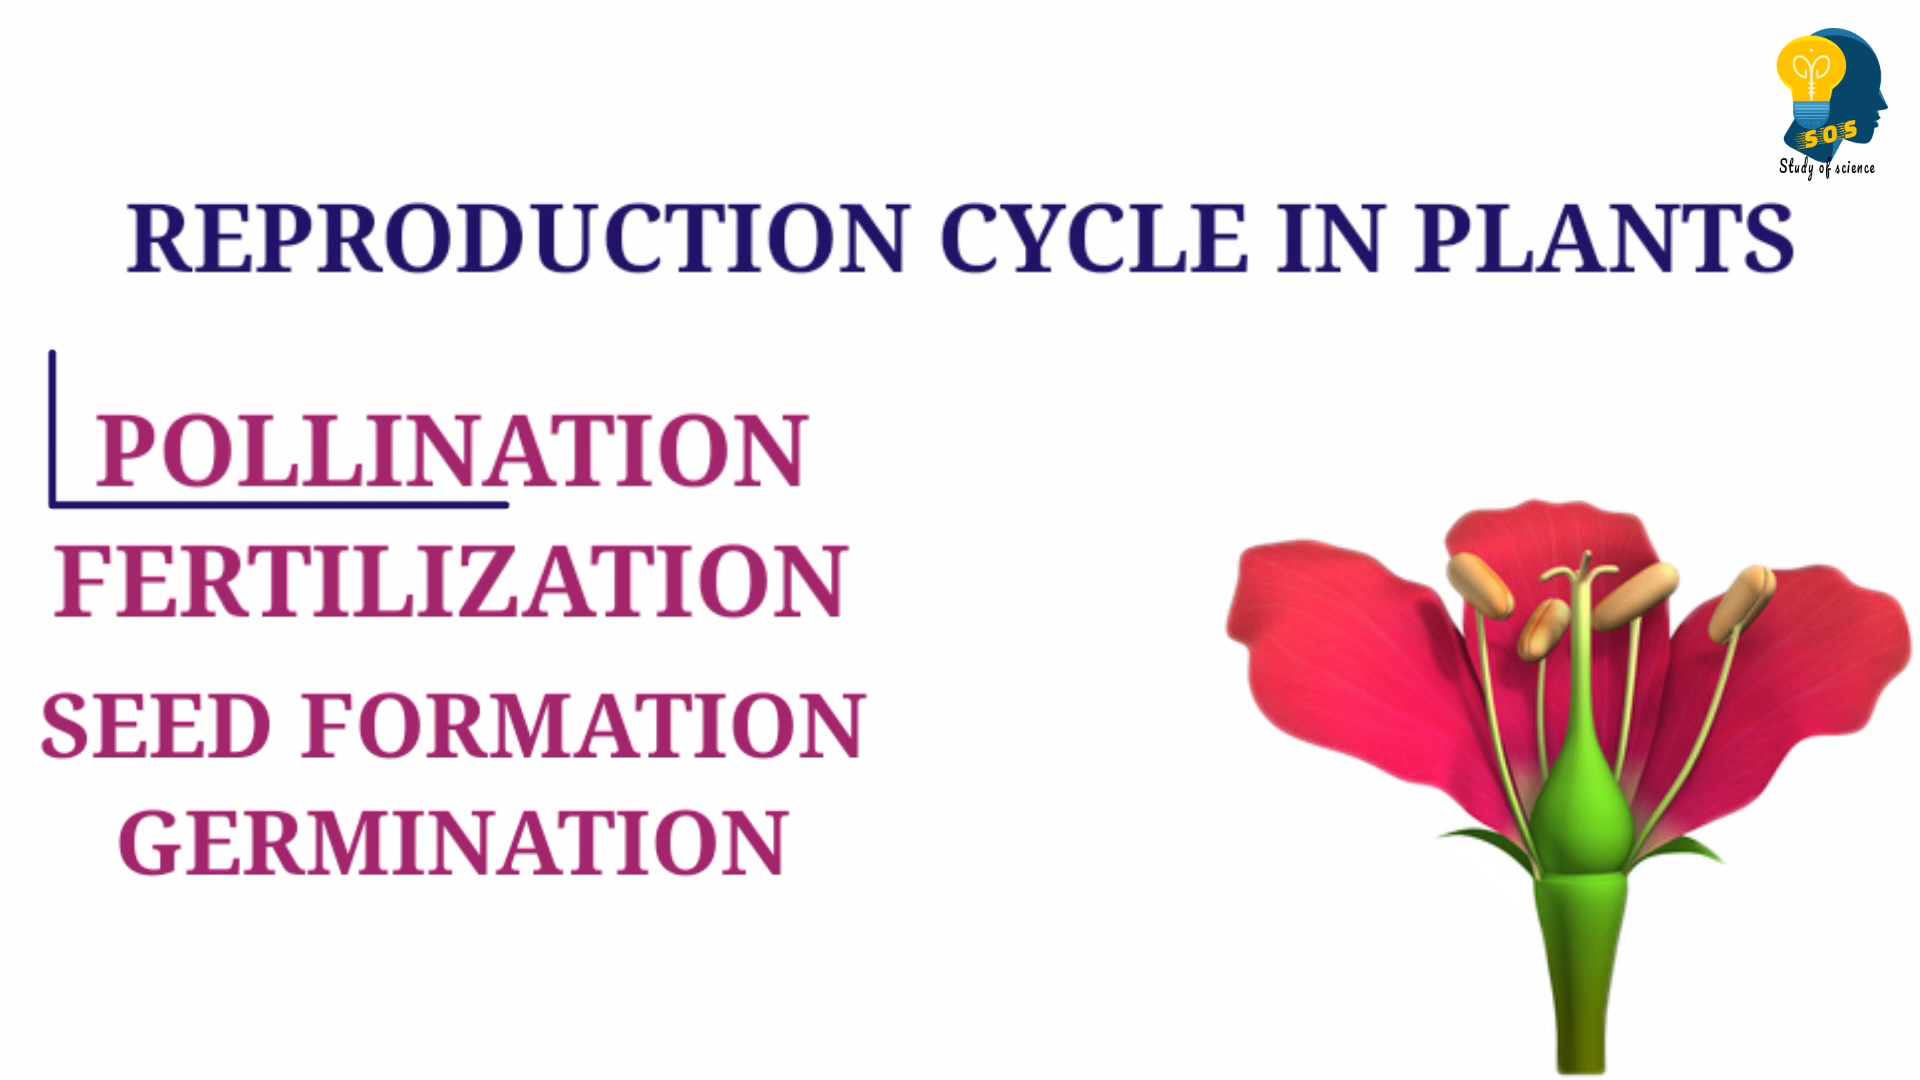 SOS
Study of science
REPRODUCTION CYCLE IN PLANTS
POLLINATION
FERTILIZATION
SEED FORMATION
GERMINATION